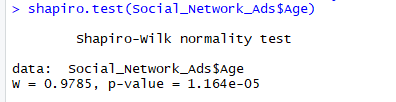 > shapiro.test(Social_Network_Ads$Age)
Shapiro-Wilk normality test
data:  Social_Network_Ads$Age
W = 0.9785, p-value = 1.164e-05